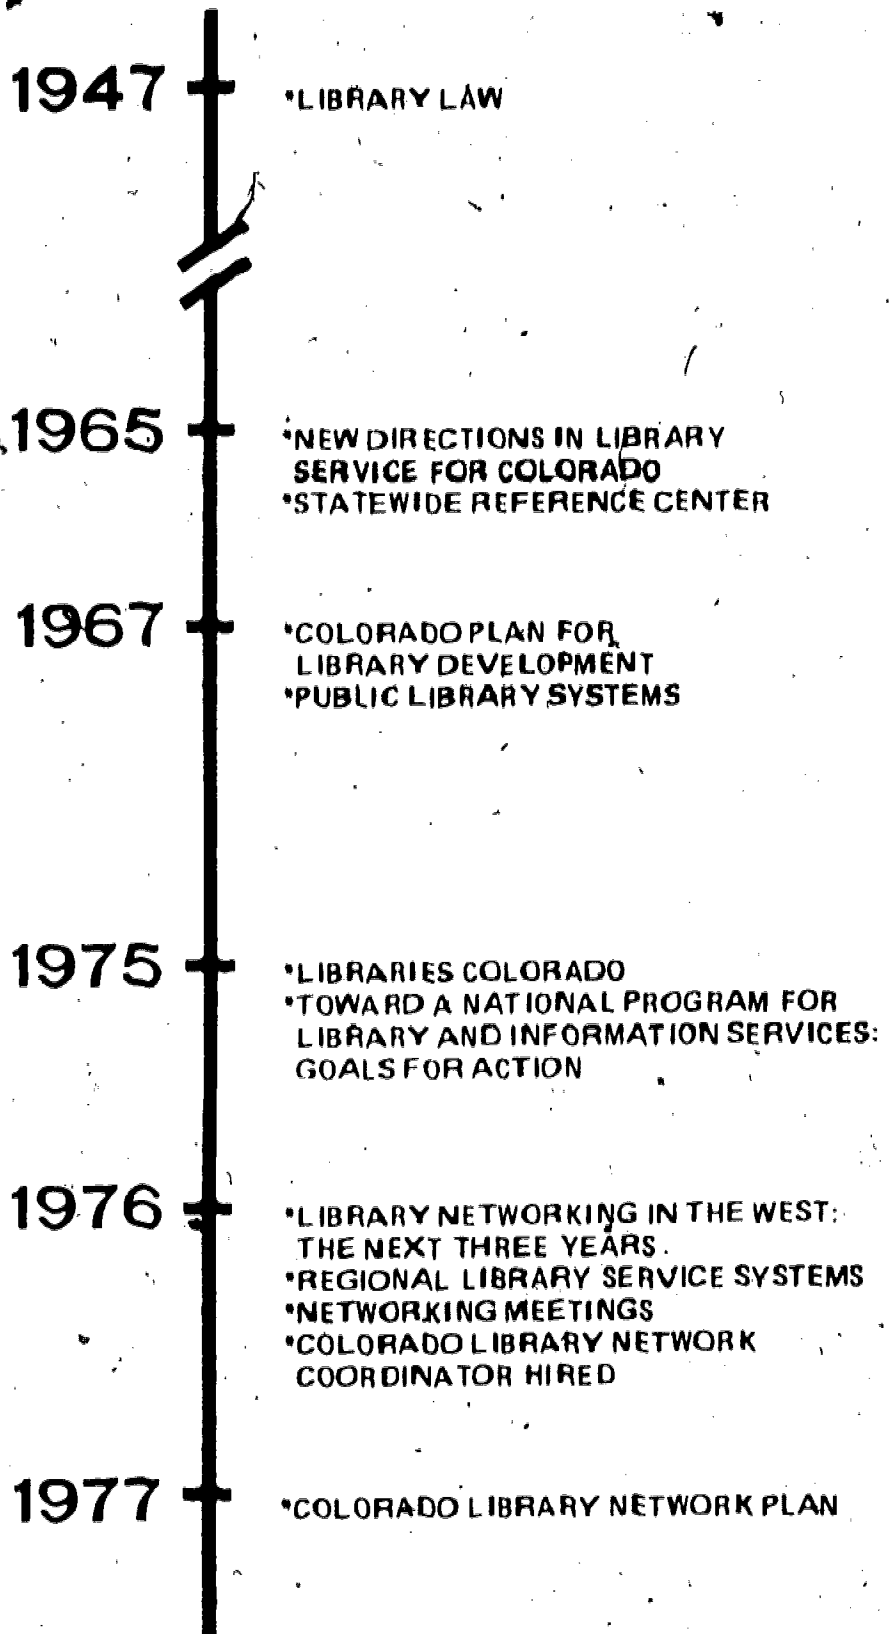 1947
*LIBRARY LAW
1965
*NEW DIRECTIONS IN LIBRARY
SERVICE FOR COLORADO
*STATEWIDE REFERENCE CENTER
1967
*COLORADO PLAN FOR
LIBRARY DEVELOPMENT
*PUBLIC LIBRARY SYSTEMS
1975
*LIBRARIES COLORADO
*TOWARD A NATIONAL PROGRAM FOR
LIBRARY AND INFORMATION SERVICES:
GOALS FOR ACTION
1976
*LIBRARY NETWORKING IN THE WEST:
THE NEXT THREE YEARS.
*REGIONAL LIBRARY SERVICE SYSTEMS
*NETWORKING MEETINGS
*COLORADO LIBRARY NETWORK
COORDINATOR HIRED
1977
*COLORADO LIBRARY NETWORK PLAN